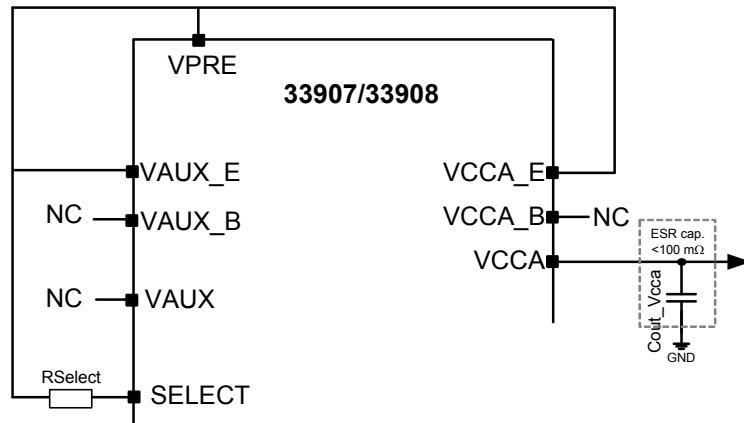 VPRE
33907/33908
VAUX_E
VCCA_E
NC
VAUX_B
VCCA_B
NC
ESR cap.
<100 mΩ
VCCA
Cout_Vcca
NC
VAUX
GND
RSelect
SELECT